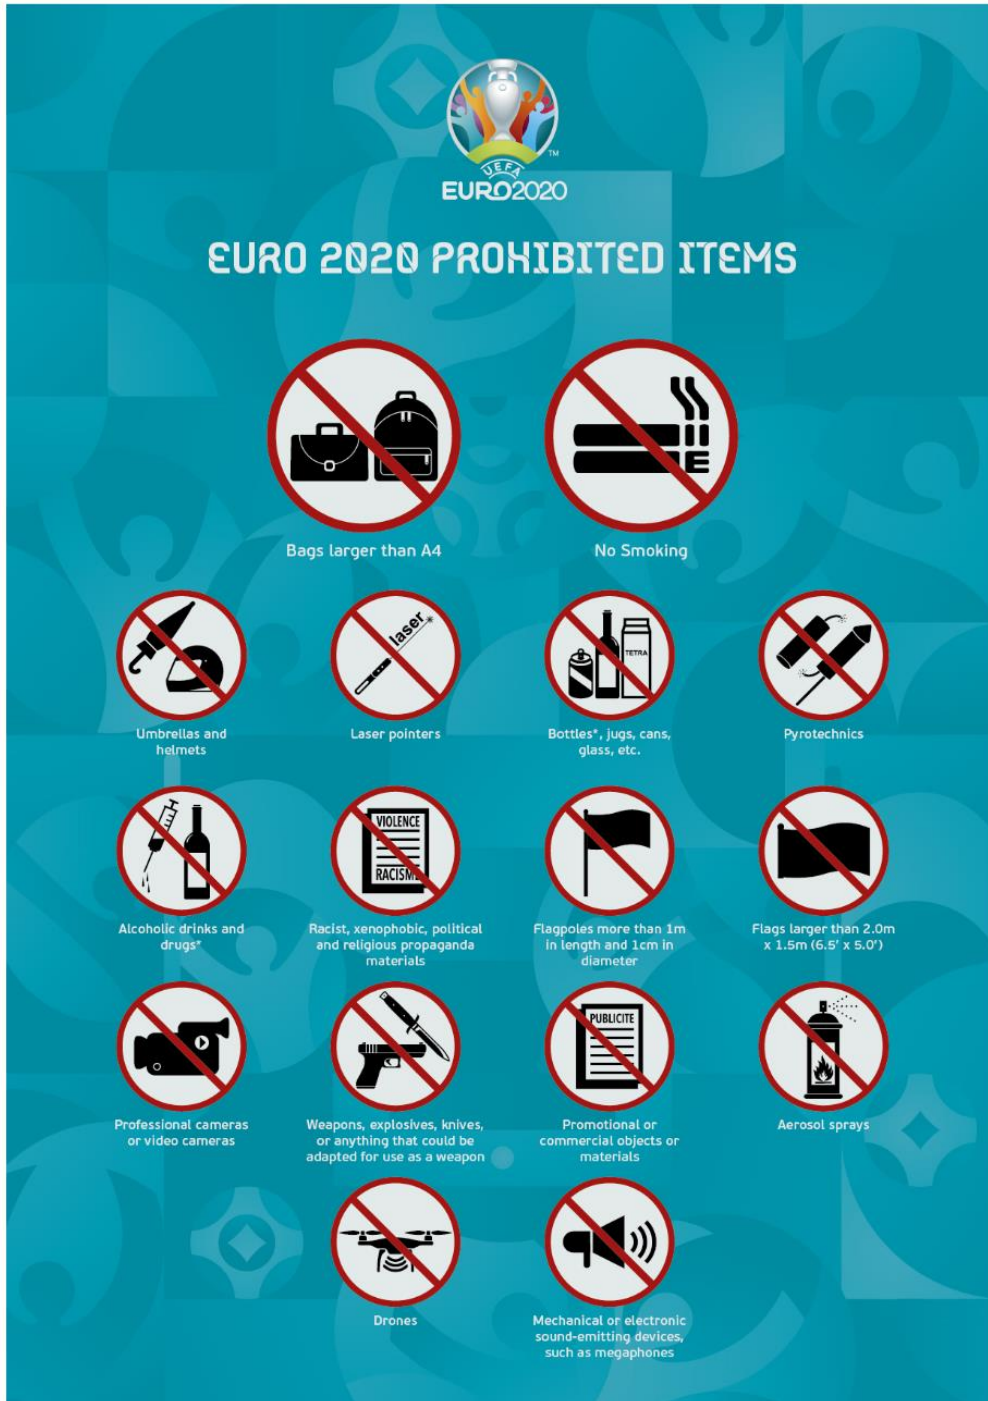 TM
UEFA
EURO2020
EURO 2020 PROHIBITED ITEMS
Bags larger than A4
No Smoking
laser
TETRA
Umbrellas and
helmets
Laser pointers
Bottles*, jugs, cans,
glass, etc.
Pyrotechnics
VIOLENCE
RACISME
Alcoholic drinks and
drugs*
Racist, xenophobic, political
and religious propaganda
materials
Flagpoles more than 1m
in length and 1cm in
diameter
Flags larger than 2.0m
x 1.5m (6.5' x 5.0')
PUBLICITE
Professional cameras
or video cameras
Weapons, explosives, knives,
or anything that could be
adapted for use as a weapon
Promotional or
commercial objects or
materials
Aerosol sprays
Drones
Mechanical or electronic
sound-emitting devices,
such as megaphones